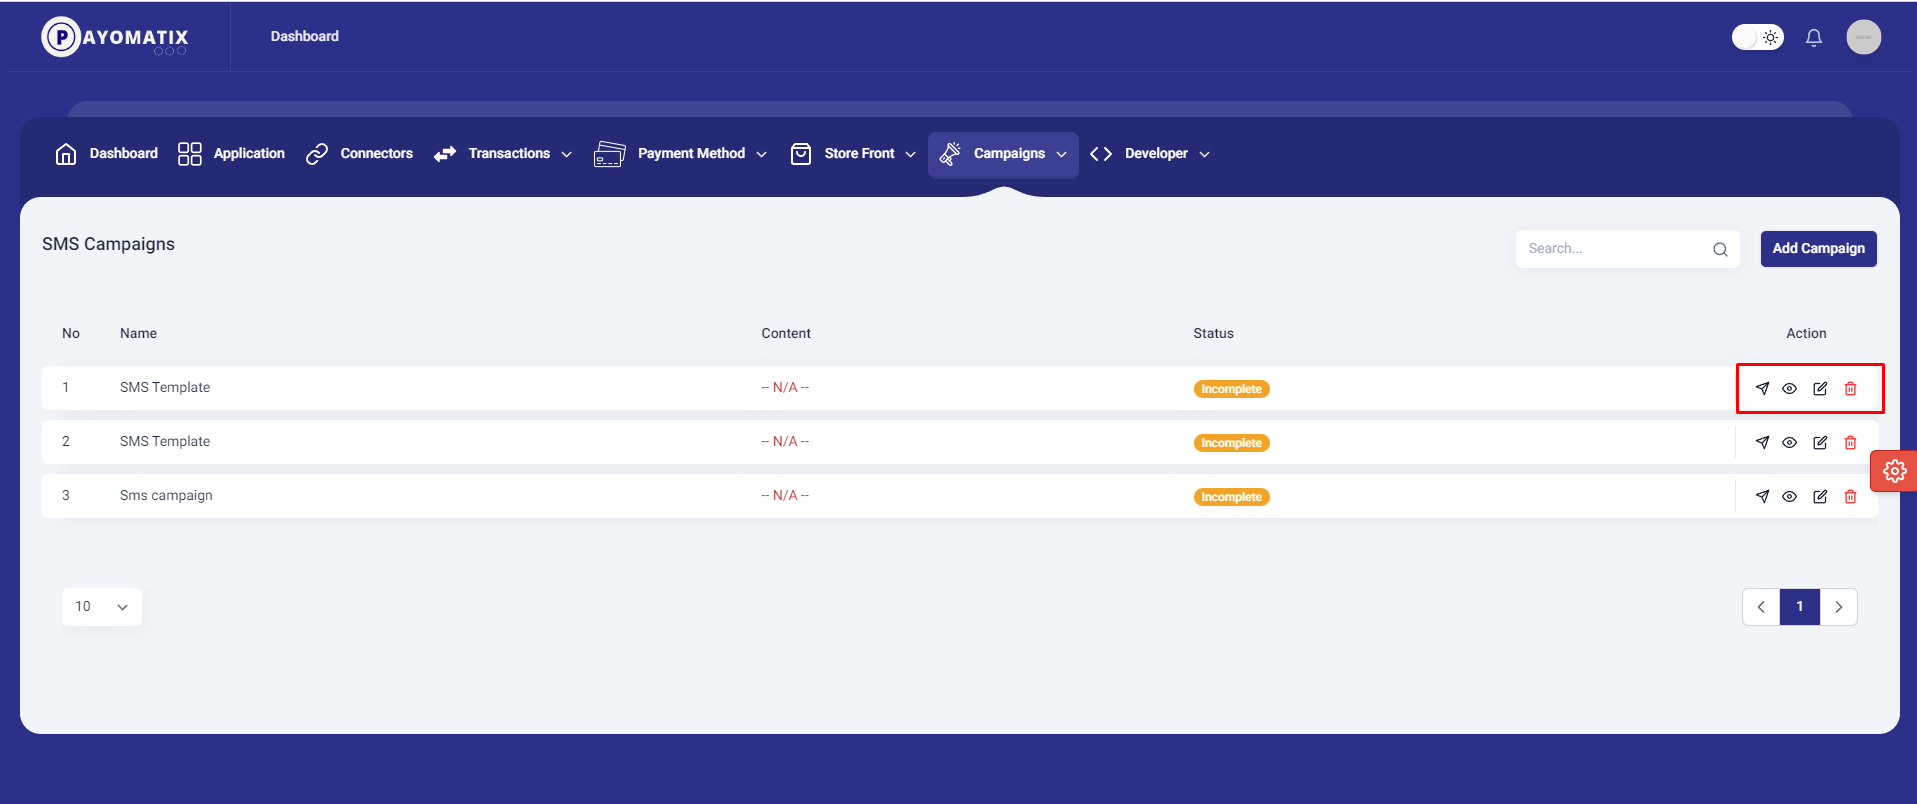 PAYOMATIX
Dashboard
Dashboard Application Connectors Transactions Payment Method Store Front Campaigns Developer
SMS Campaigns
Search... Add Campaign
No Name Content Status Action
1 SMS Template -- N/A -- Incomplete
2 SMS Template -- N/A -- Incomplete
3 Sms campaign -- N/A -- Incomplete
10 1